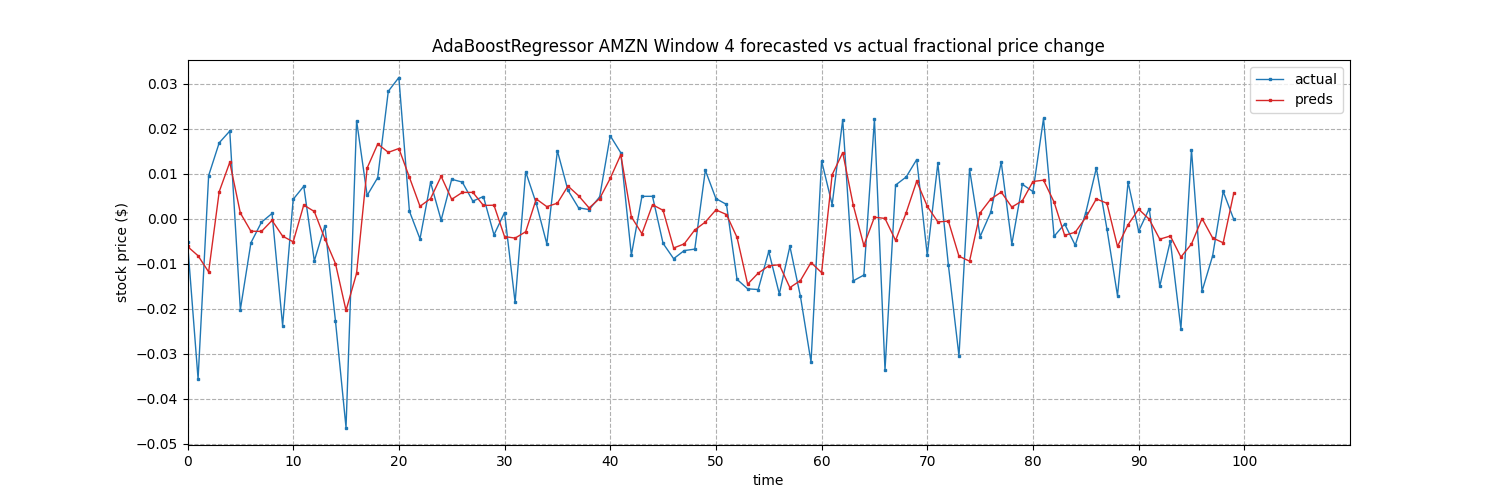 AdaBoostRegressor AMZN Window 4 forecasted vs actual fractional price change
actual
preds
stock price ($)
0.03
0.02
0.01
0.00
−0.01
−0.02
−0.03
−0.04
−0.05
0 10 20 30 40 50 60 70 80 90 100
time